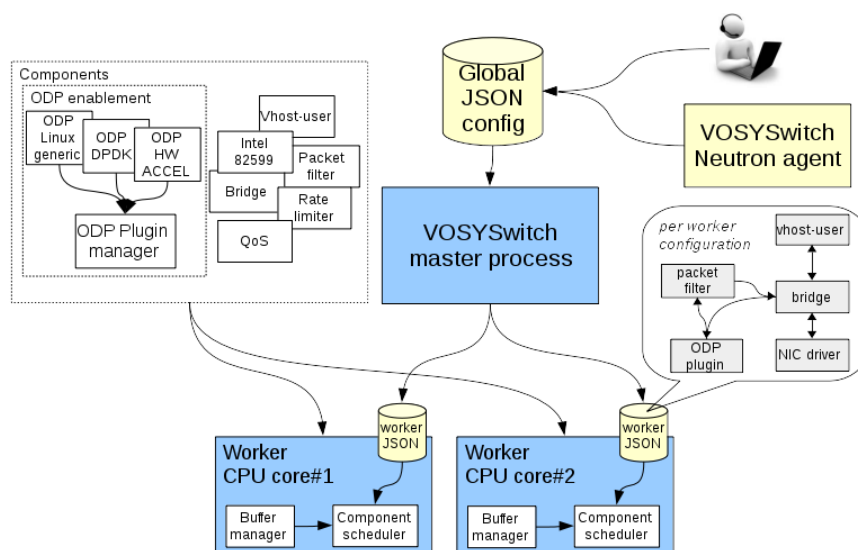 Components
ODP enablement
ODP
Linux
generic
ODP
DPDK
ODP
HW
ACCEL
ODP Plugin
manager
Vhost-user
Intel
82599
Packet
filter
Bridge
Rate
limiter
QoS
Global
JSON
config
VOSYSwitch
Neutron agent
VOSYSwitch
master process
per worker
configuration
vhost-user
packet
filter
bridge
ODP
plugin
NIC driver
worker
JSON
Worker
CPU core#1
Buffer
manager
Component
scheduler
worker
JSON
Worker
CPU core#2
Buffer
manager
Component
scheduler